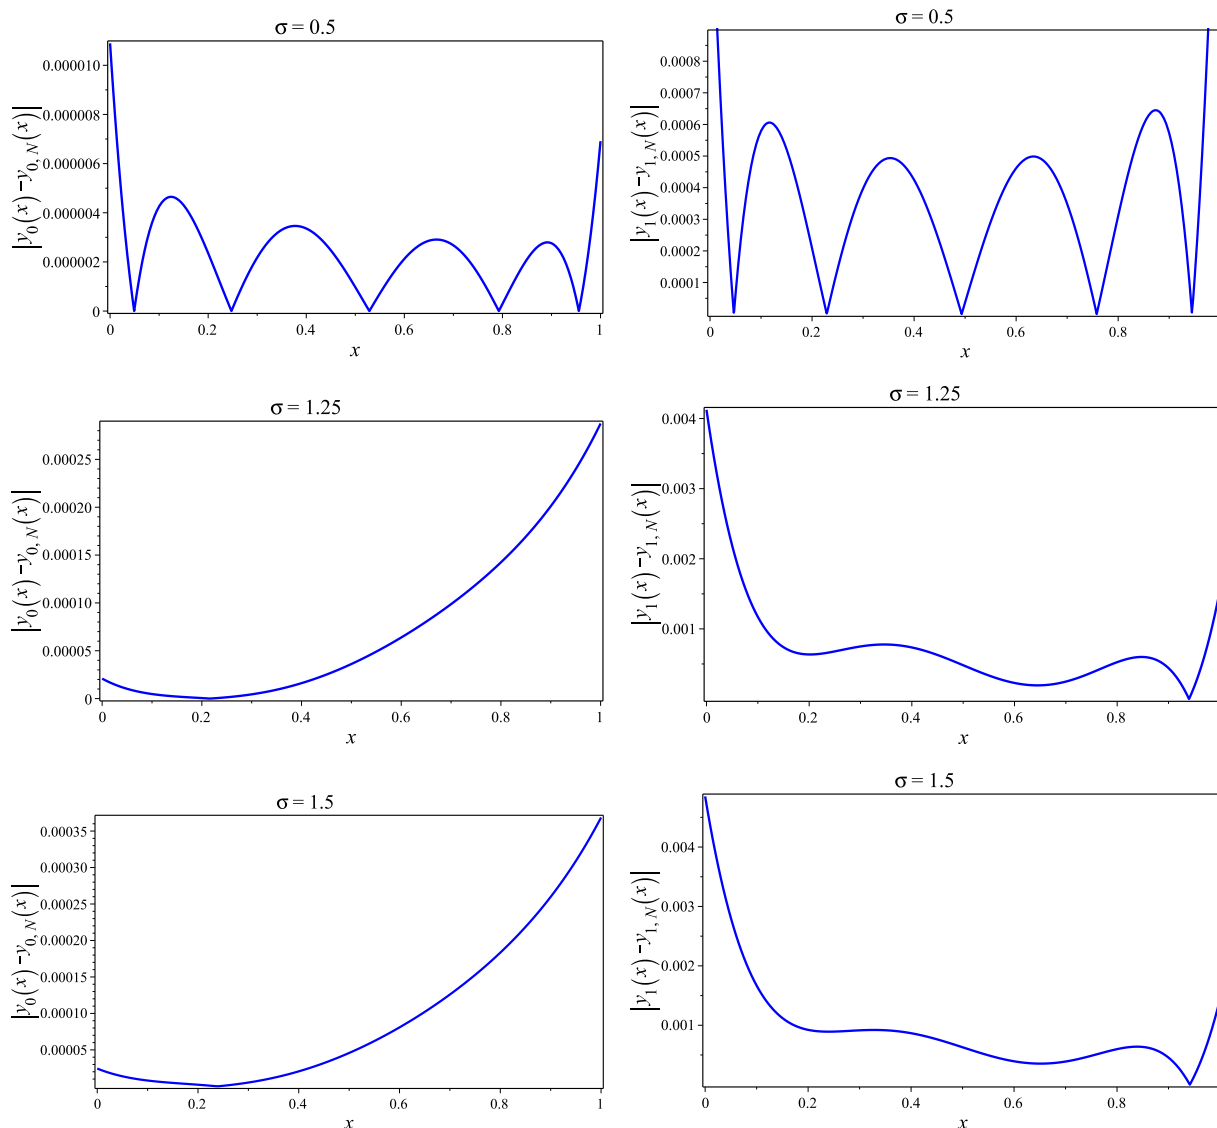 σ = 0.5
|y₀(x)−y₀,N(x)|
0.000010
0.000008
0.000006
0.000004
0.000002
0
0 0.2 0.4 0.6 0.8 1
x
σ = 0.5
|y₁(x)−y₁,N(x)|
0.0008
0.0007
0.0006
0.0005
0.0004
0.0003
0.0002
0.0001
0 0.2 0.4 0.6 0.8
x
σ = 1.25
|y₀(x)−y₀,N(x)|
0.00025
0.00020
0.00015
0.00010
0.00005
0
0 0.2 0.4 0.6 0.8 1
x
σ = 1.25
|y₁(x)−y₁,N(x)|
0.004
0.003
0.002
0.001
0 0.2 0.4 0.6 0.8
x
σ = 1.5
|y₀(x)−y₀,N(x)|
0.00035
0.00030
0.00025
0.00020
0.00015
0.00010
0.00005
0 0.2 0.4 0.6 0.8 1
x
σ = 1.5
|y₁(x)−y₁,N(x)|
0.004
0.003
0.002
0.001
0 0.2 0.4 0.6 0.8
x